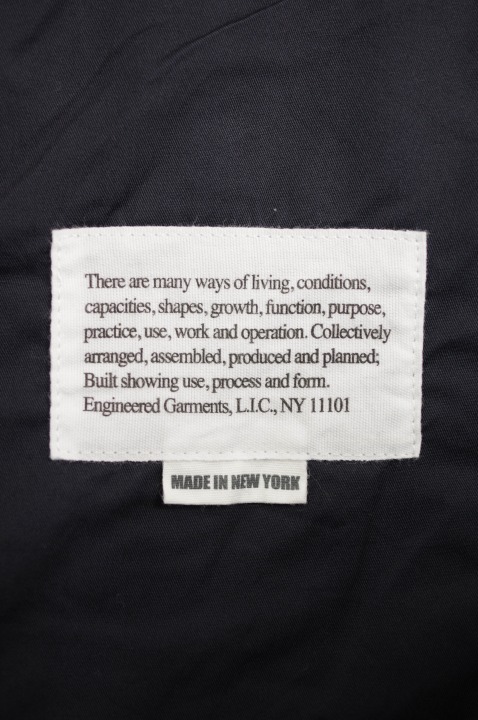 There are many ways of living, conditions,
capacities, shapes, growth, function, purpose,
practice, use, work and operation. Collectively
arranged, assembled, produced and planned;
Built showing use, process and form.
Engineered Garments, L.I.C., NY 11101
MADE IN NEW YORK